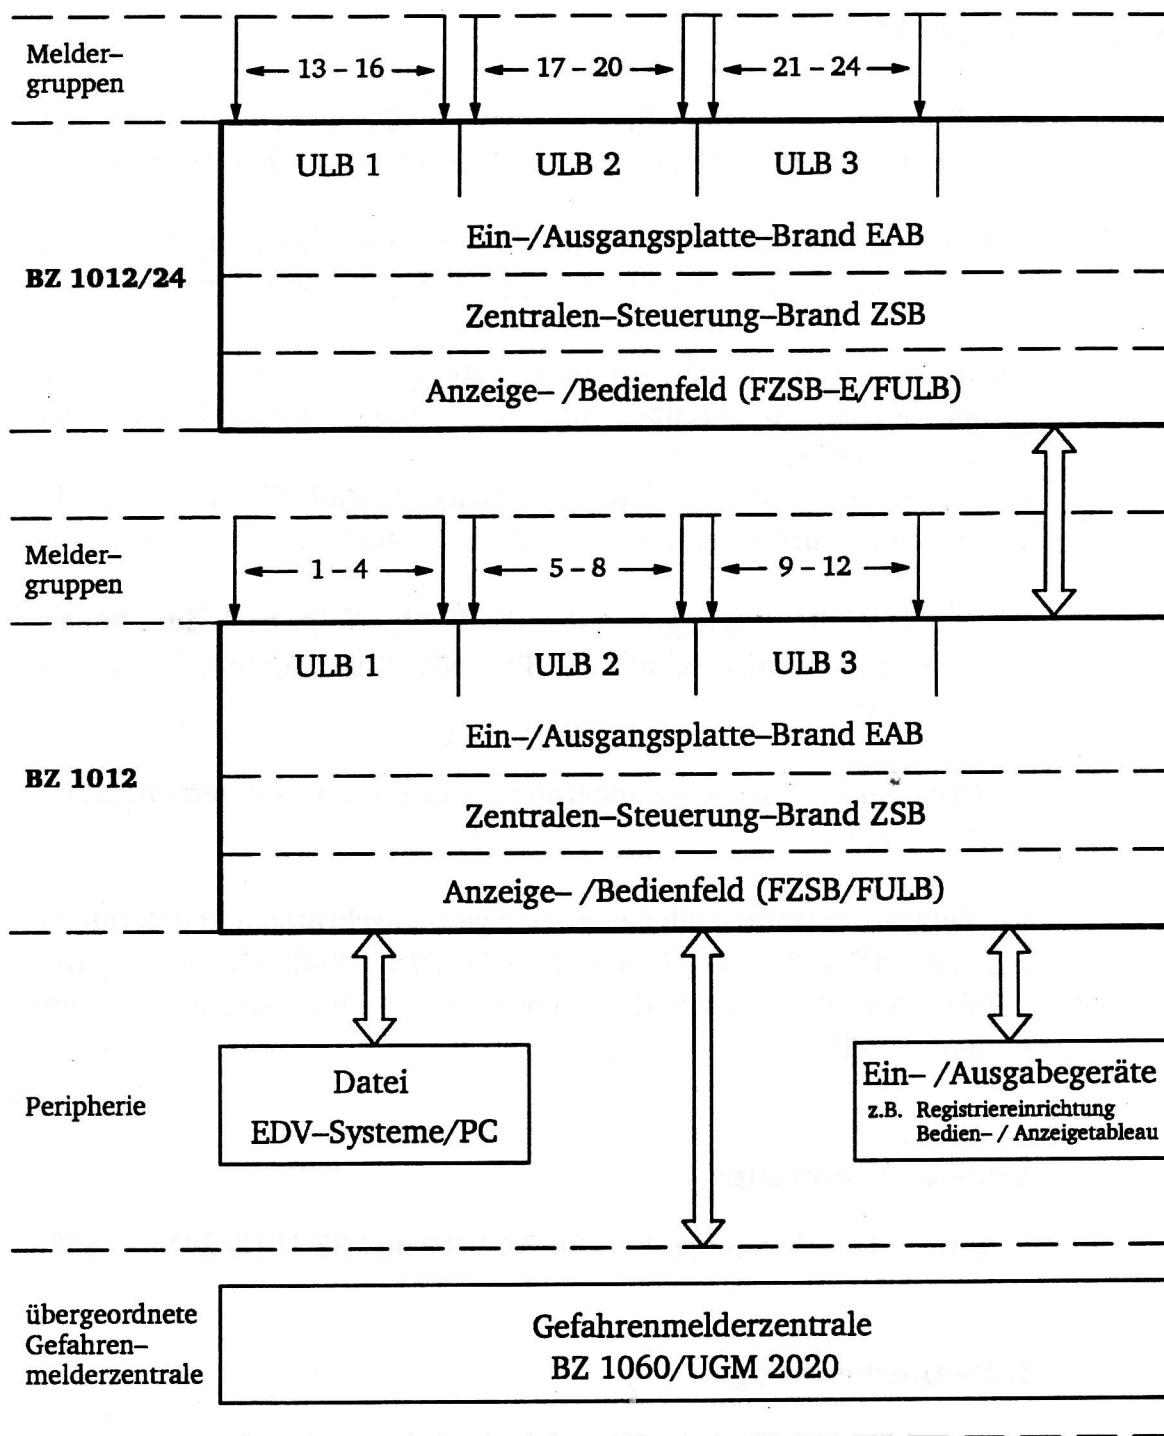 Melder–
gruppen
13 – 16
17 – 20
21 – 24
ULB 1
ULB 2
ULB 3
Ein–/Ausgangsplatte–Brand EAB
BZ 1012/24
Zentralen–Steuerung–Brand ZSB
Anzeige– /Bedienfeld (FZSB–E/FULB)
Melder–
gruppen
1 – 4
5 – 8
9 – 12
ULB 1
ULB 2
ULB 3
Ein–/Ausgangsplatte–Brand EAB
BZ 1012
Zentralen–Steuerung–Brand ZSB
Anzeige– /Bedienfeld (FZSB/FULB)
Peripherie
Datei
EDV–Systeme/PC
Ein– /Ausgabegeräte
z.B. Registriereinrichtung
Bedien– / Anzeigetableau
übergeordnete
Gefahren–
melderzentrale
Gefahrenmelderzentrale
BZ 1060/UGM 2020